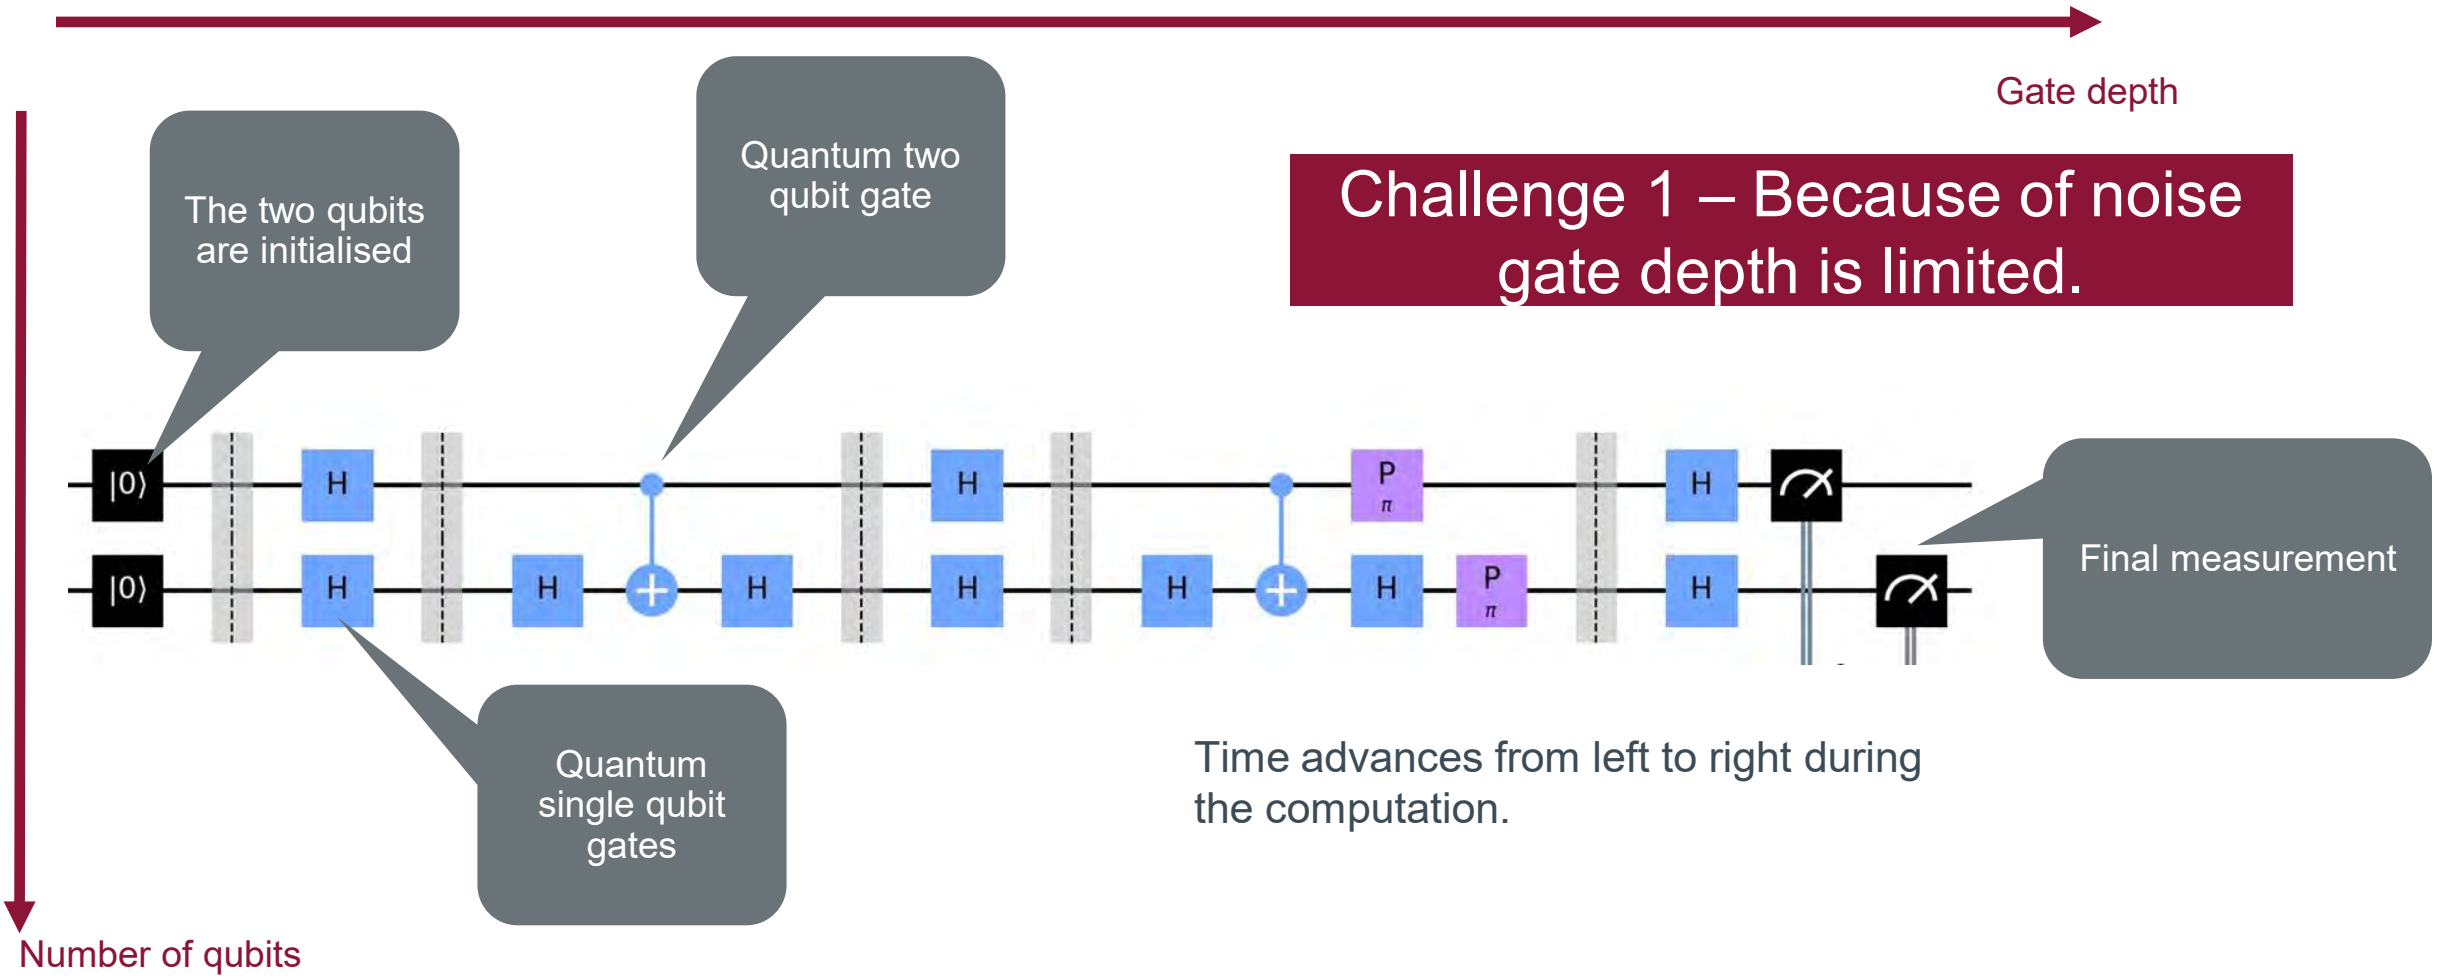 Gate depth
The two qubits
are initialised
Quantum two
qubit gate
Challenge 1 – Because of noise
gate depth is limited.
|0⟩ H H P
π H
|0⟩ H H H H H H P
π H
Final measurement
Quantum
single qubit
gates
Time advances from left to right during
the computation.
Number of qubits